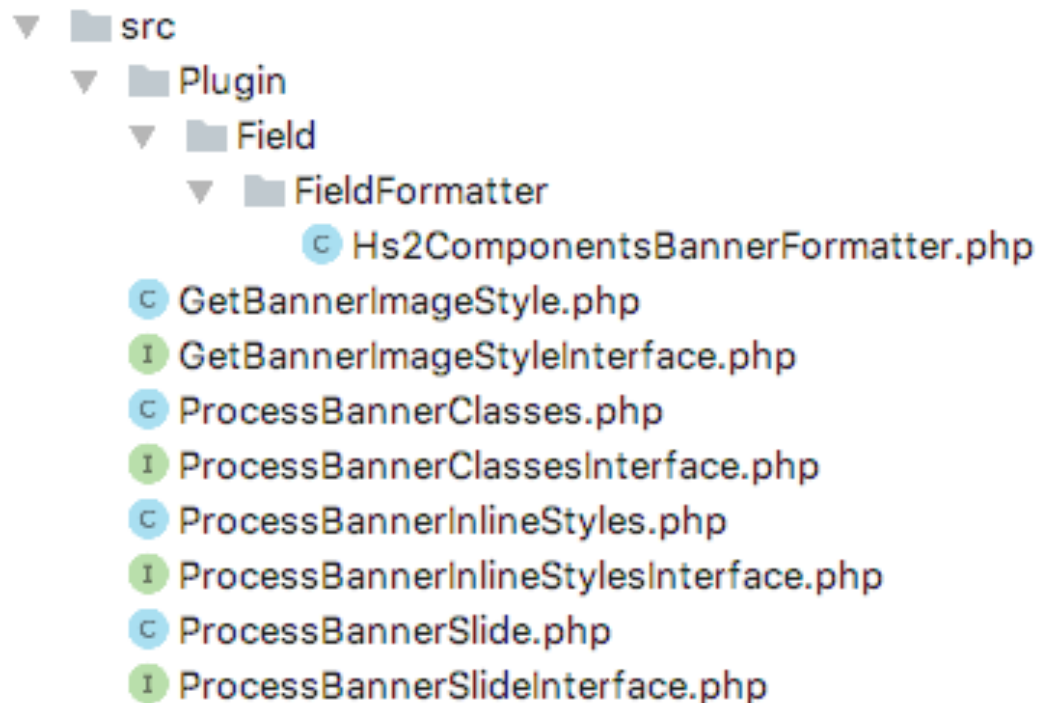 src
Plugin
Field
FieldFormatter
C Hs2ComponentsBannerFormatter.php
C GetBannerImageStyle.php
I GetBannerImageStyleInterface.php
C ProcessBannerClasses.php
I ProcessBannerClassesInterface.php
C ProcessBannerInlineStyles.php
I ProcessBannerInlineStylesInterface.php
C ProcessBannerSlide.php
I ProcessBannerSlideInterface.php